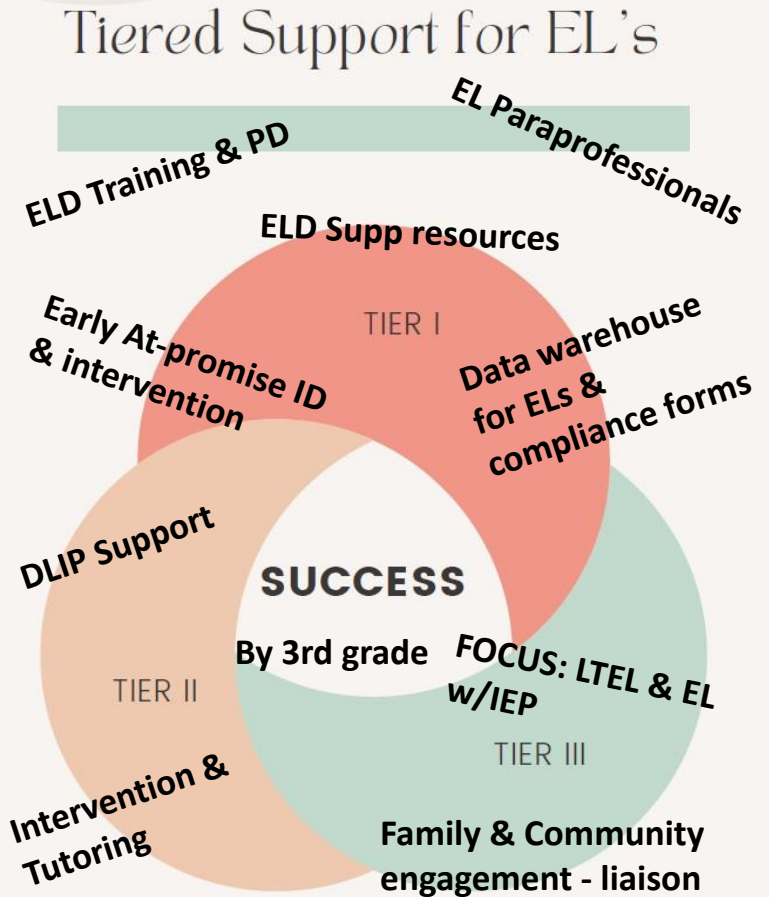 Tiered Support for EL's
EL Paraprofessionals
ELD Training & PD
ELD Supp resources
TIER I
Early At-promise ID
& intervention
Data warehouse
for ELs &
compliance forms
DLIP Support
SUCCESS
By 3rd grade
FOCUS: LTEL & EL
w/IEP
TIER II
TIER III
Intervention &
Tutoring
Family & Community
engagement - liaison